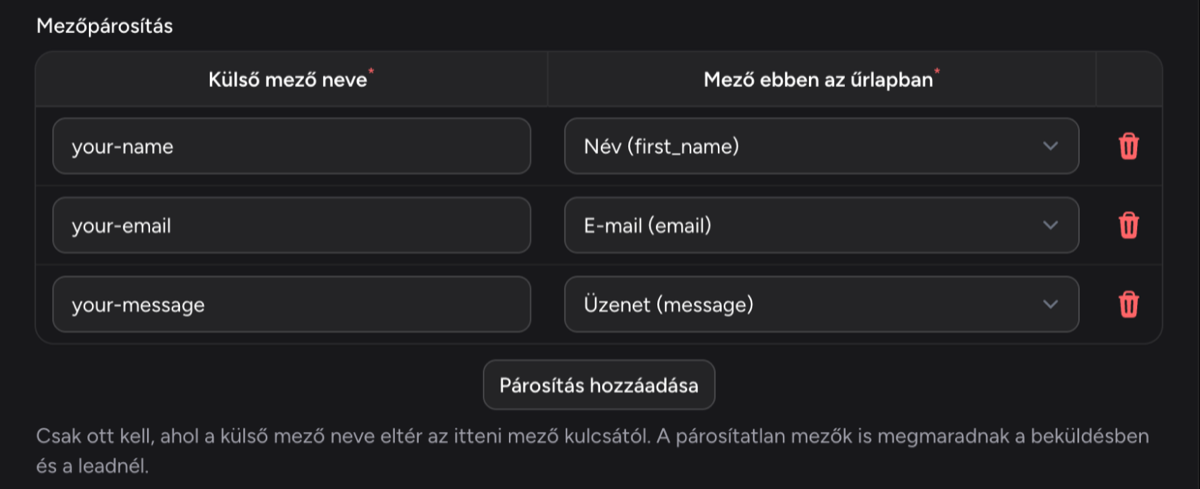 Mezőpárosítás
Külső mező neve* Mező ebben az űrlapban*
your-name Név (first_name)
your-email E-mail (email)
your-message Üzenet (message)
Párosítás hozzáadása
Csak ott kell, ahol a külső mező neve eltér az itteni mező kulcsától. A párosítatlan mezők is megmaradnak a beküldésben
és a leadnél.